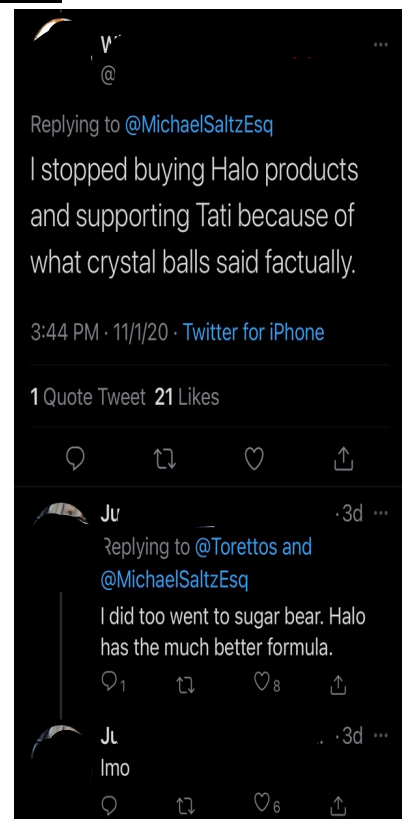 @
Replying to @MichaelSaltzEsq
I stopped buying Halo products
and supporting Tati because of
what crystal balls said factually.
3:44 PM · 11/1/20 · Twitter for iPhone
1 Quote Tweet 21 Likes
· 3d
Replying to @Torettos and
@MichaelSaltzEsq
I did too went to sugar bear. Halo
has the much better formula.
1 8
· 3d
Imo
6